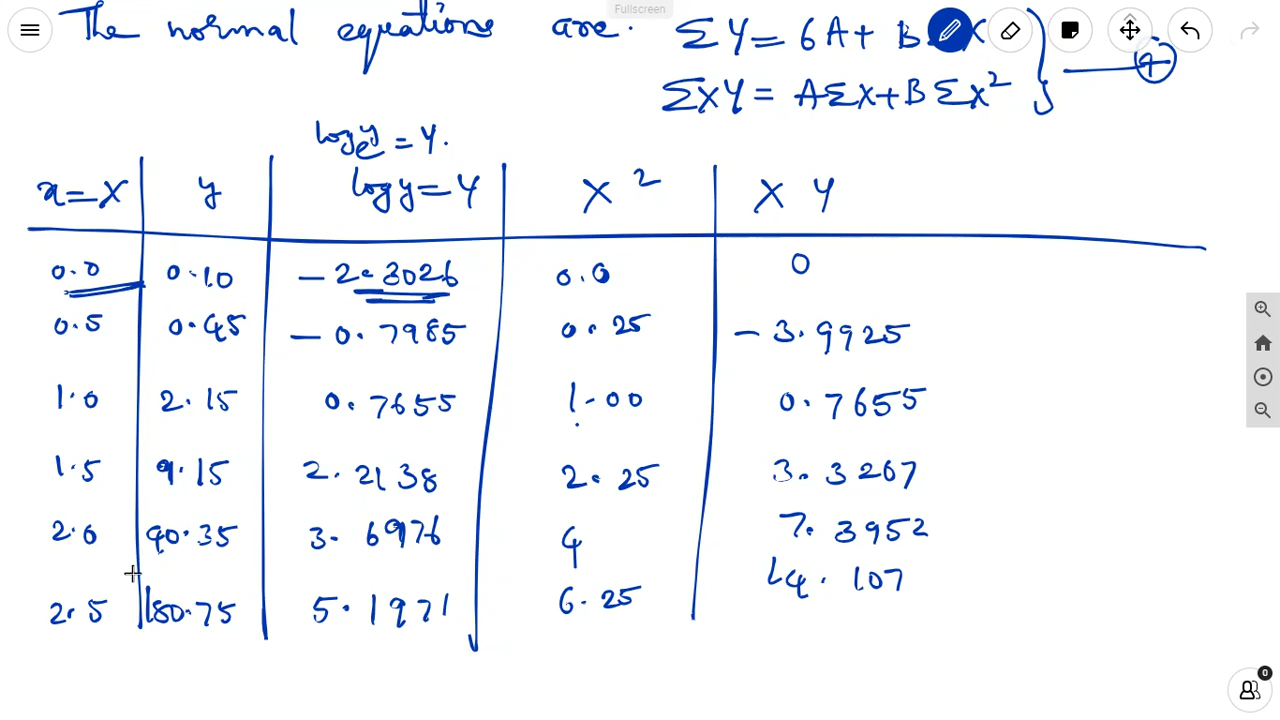 Fullscreen
The normal equations are. ΣY = 6A + B X
ΣXY = AΣX + BΣX² 4
log_e y = Y.
x = X y log y = Y X² X Y
0.0 0.10 - 2.3026 0.0 0
0.5 0.45 - 0.7985 0.25 - 3.9925
1.0 2.15 0.7655 1.00 0.7655
1.5 9.15 2.2138 2.25 3.3207
2.0 40.35 3.6976 4 7.3952
2.5 180.75 5.1971 6.25 14.107
0